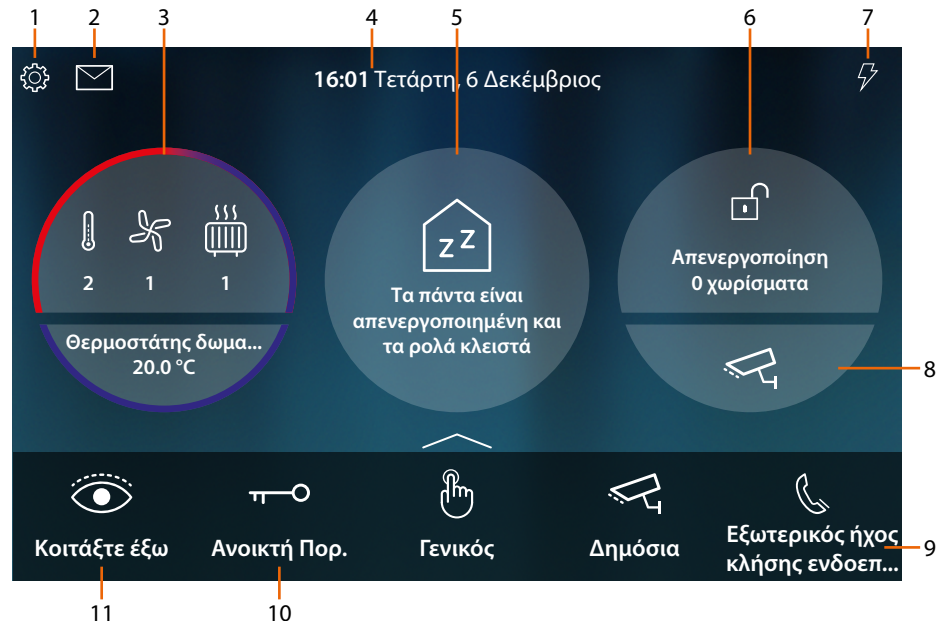 1 2 3 4 5 6 7
16:01 Τετάρτη, 6 Δεκέμβριος
2 1 1
Θερμοστάτης δωμα...
20.0 °C
z Z
Τα πάντα είναι
απενεργοποιημένη και
τα ρολά κλειστά
Απενεργοποίηση
0 χωρίσματα
8
Κοιτάξτε έξω
Ανοικτή Πορ.
Γενικός
Δημόσια
Εξωτερικός ήχος
κλήσης ενδοεπ...
9
11 10